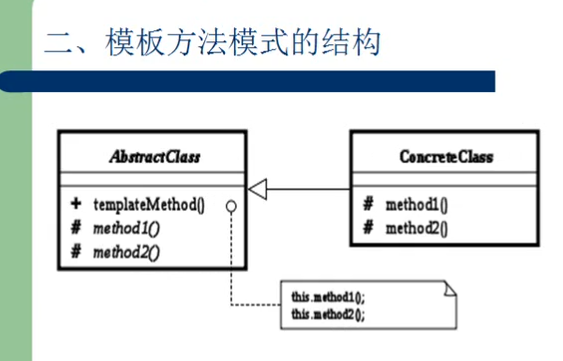 二、模板方法模式的结构
AbstractClass
+ templateMethod()
# method1()
# method2()
ConcreteClass
# method1()
# method2()
this.method1();
this.method2();